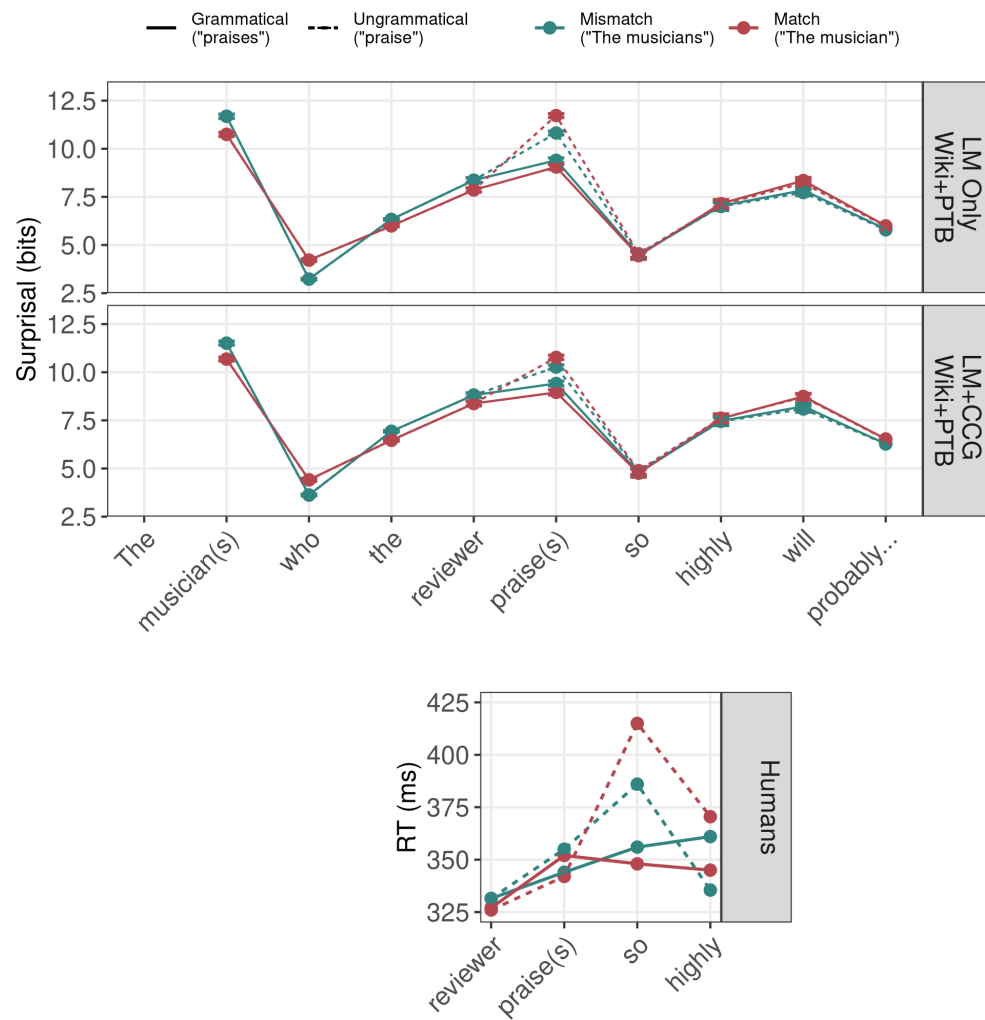 Grammatical
("praises")
Ungrammatical
("praise")
Mismatch
("The musicians")
Match
("The musician")
Surprisal (bits)
12.5
10.0
7.5
5.0
2.5
LM Only
Wiki+PTB
12.5
10.0
7.5
5.0
2.5
LM+CCG
Wiki+PTB
The
musician(s)
who
the
reviewer
praise(s)
so
highly
will
probably...
RT (ms)
425
400
375
350
325
Humans
reviewer
praise(s)
so
highly